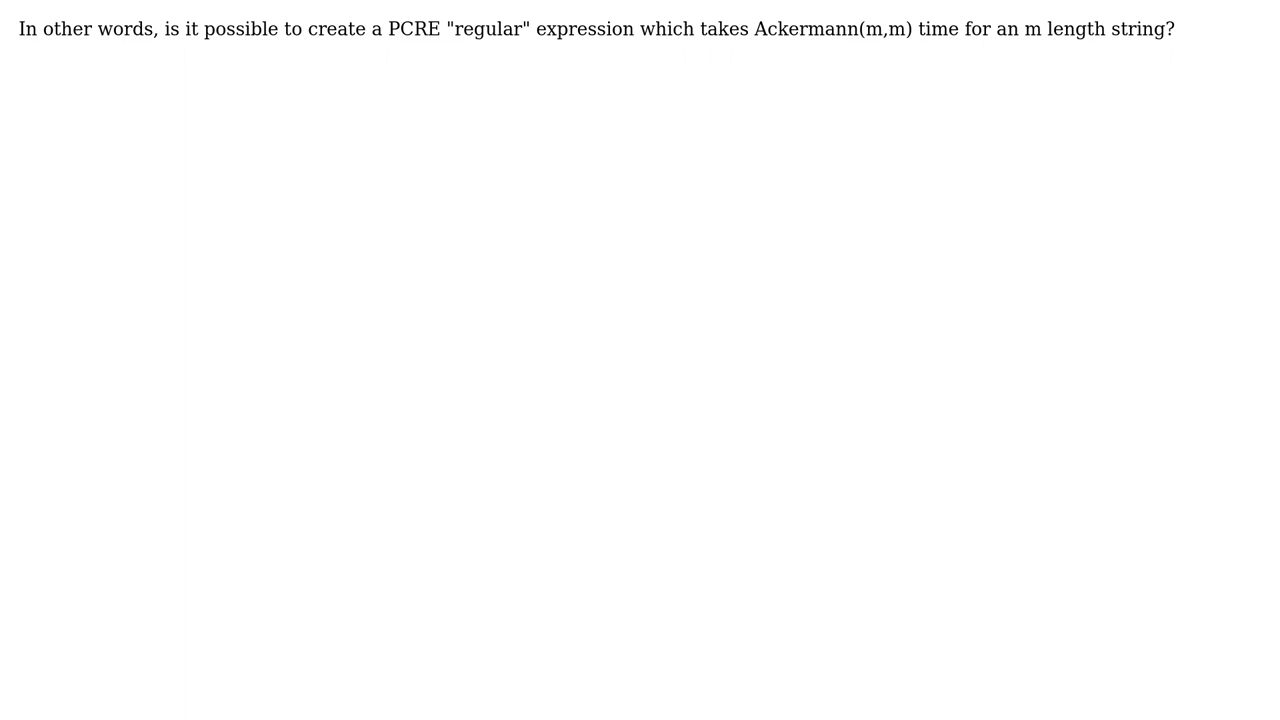 In other words, is it possible to create a PCRE "regular" expression which takes Ackermann(m,m) time for an m length string?